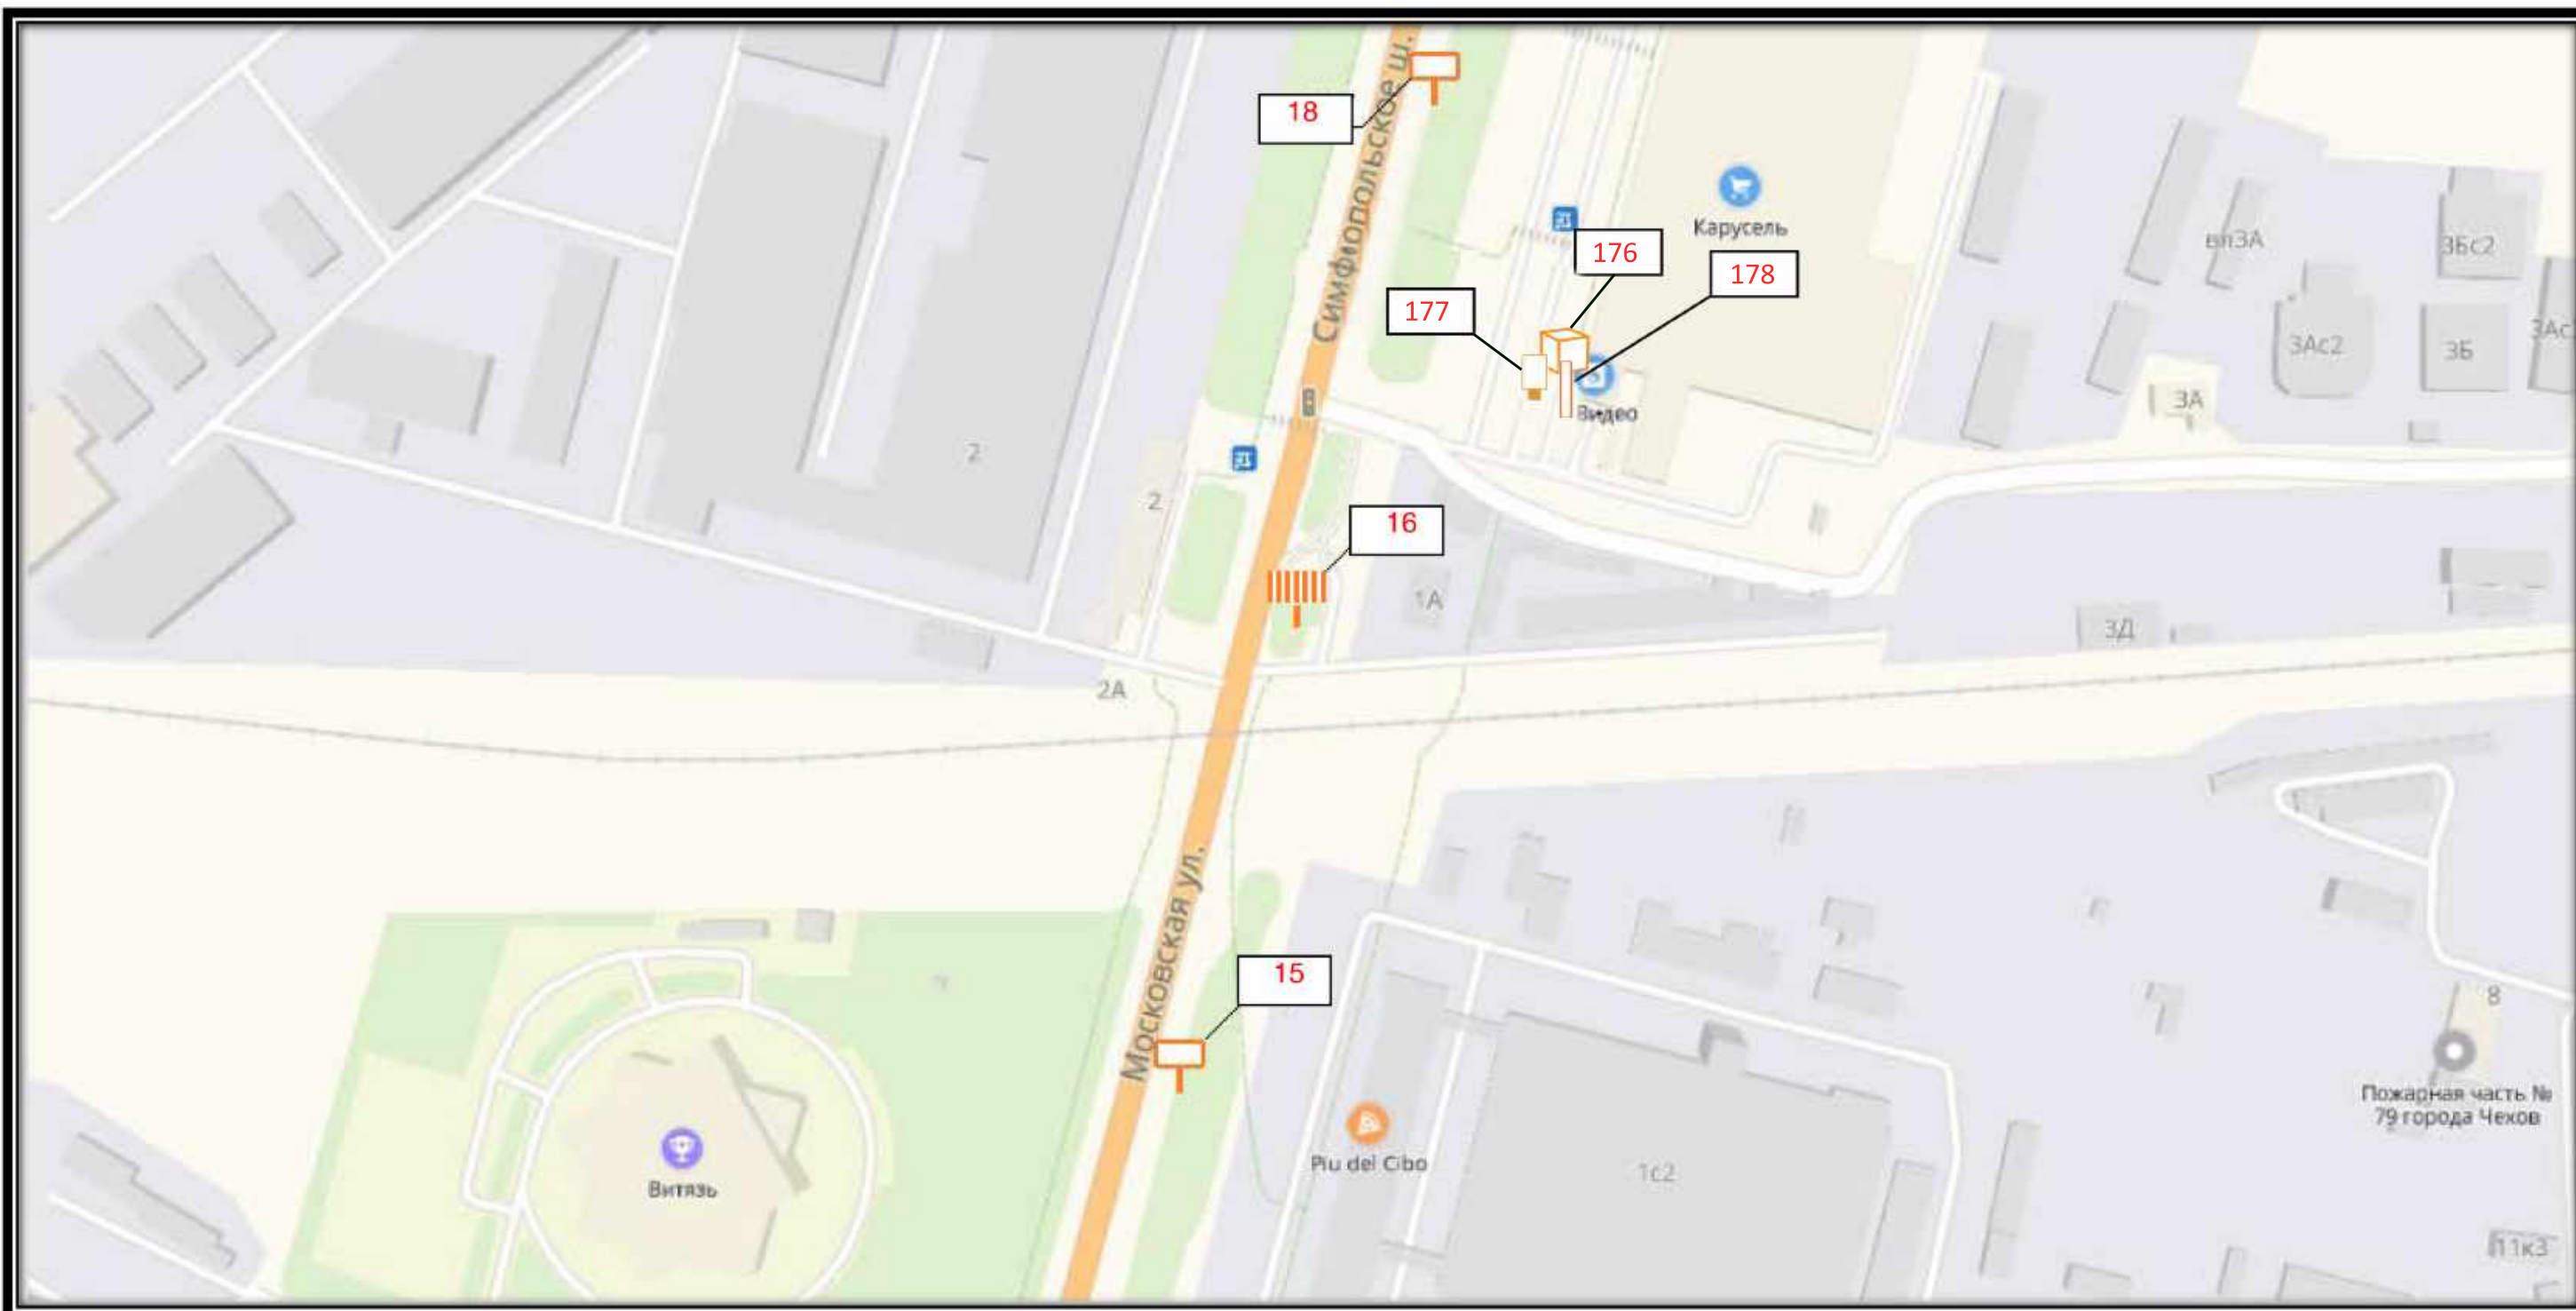 Симфопольское ш.
18
Карусель
176
178
177
Видео
вл3А
3Бс2
3Ас2
3Б
3Ас
3А
2
2
16
1А
3Д
2А
Московская ул.
15
8
Пожарная часть №
79 города Чехов
Piu del Cibo
1с2
Витязь
11к3